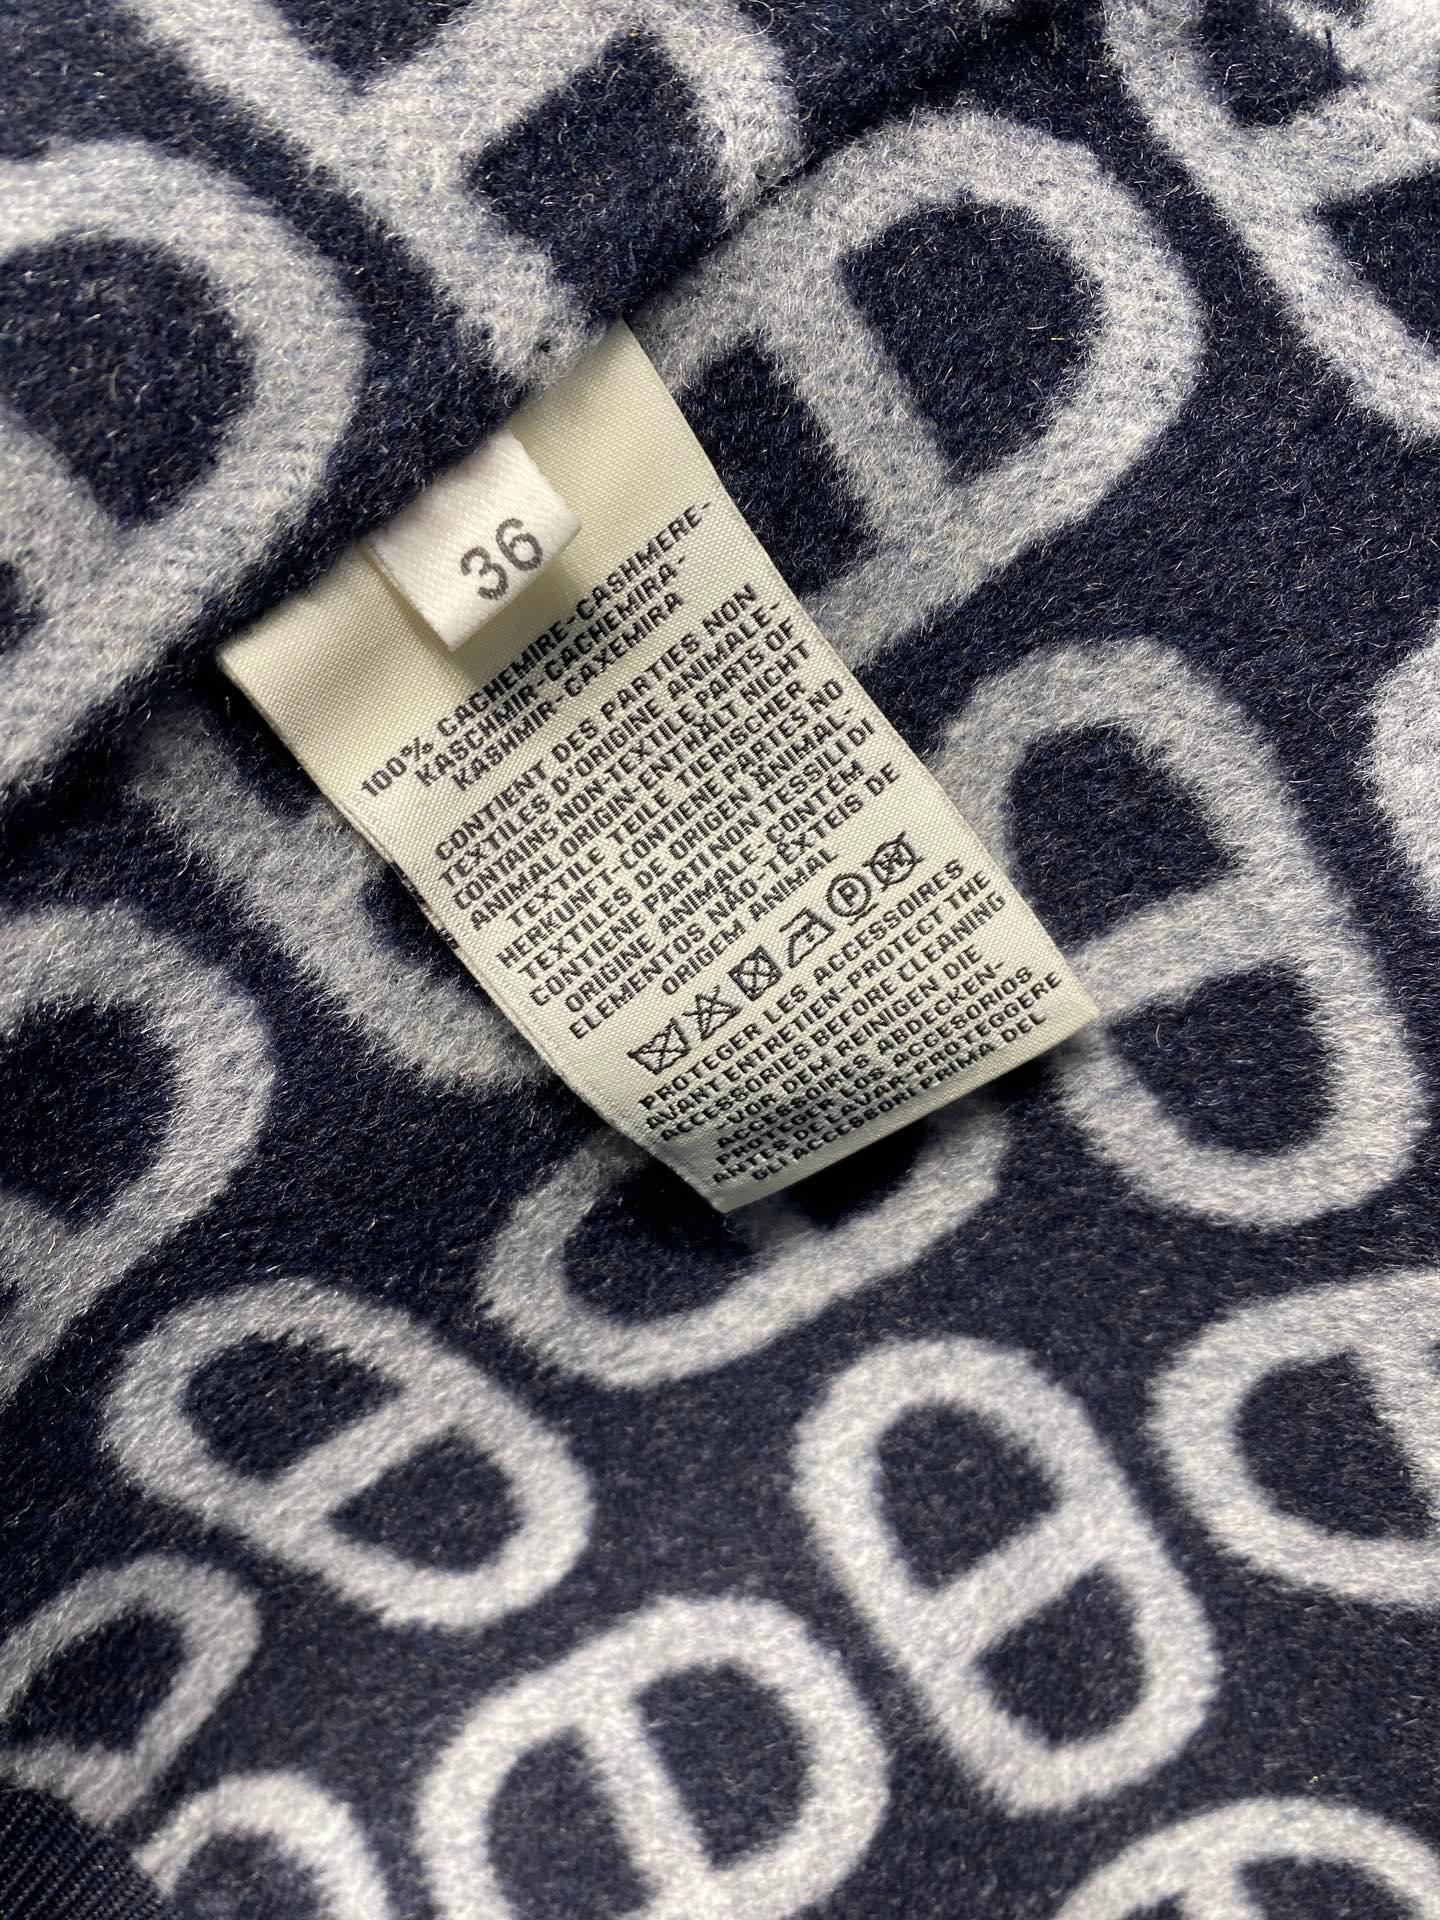 36
100% CACHEMIRE-CASHMERE-
KASCHMIR-CACHEMIRA-
KASHMIR-CAXEMIRA
CONTIENT DES PARTIES NON
TEXTILES D'ORIGINE ANIMALE-
CONTAINS NON-TEXTILE PARTS OF
ANIMAL ORIGIN-ENTHÄLT NICHT
TEXTILE TEILE TIERISCHER
HERKUNFT-CONTIENE PARTES NO
TEXTILES DE ORIGEN ANIMAL-
CONTIENE PARTI NON TESSILI DI
ORIGINE ANIMALE-CONTÉM
ELEMENTOS NÃO-TÊXTEIS DE
ORIGEM ANIMAL
P W
PROTEGER LES ACCESSOIRES
AVANT ENTRETIEN-PROTECT THE
ACCESSORIES BEFORE CLEANING
-VOR DEM REINIGEN DIE
ACCESSOIRES ABDECKEN-
PROTEGER LOS ACCESORIOS
ANTES DE LAVAR-PROTEGGERE
GLI ACCESSORI PRIMA DEL